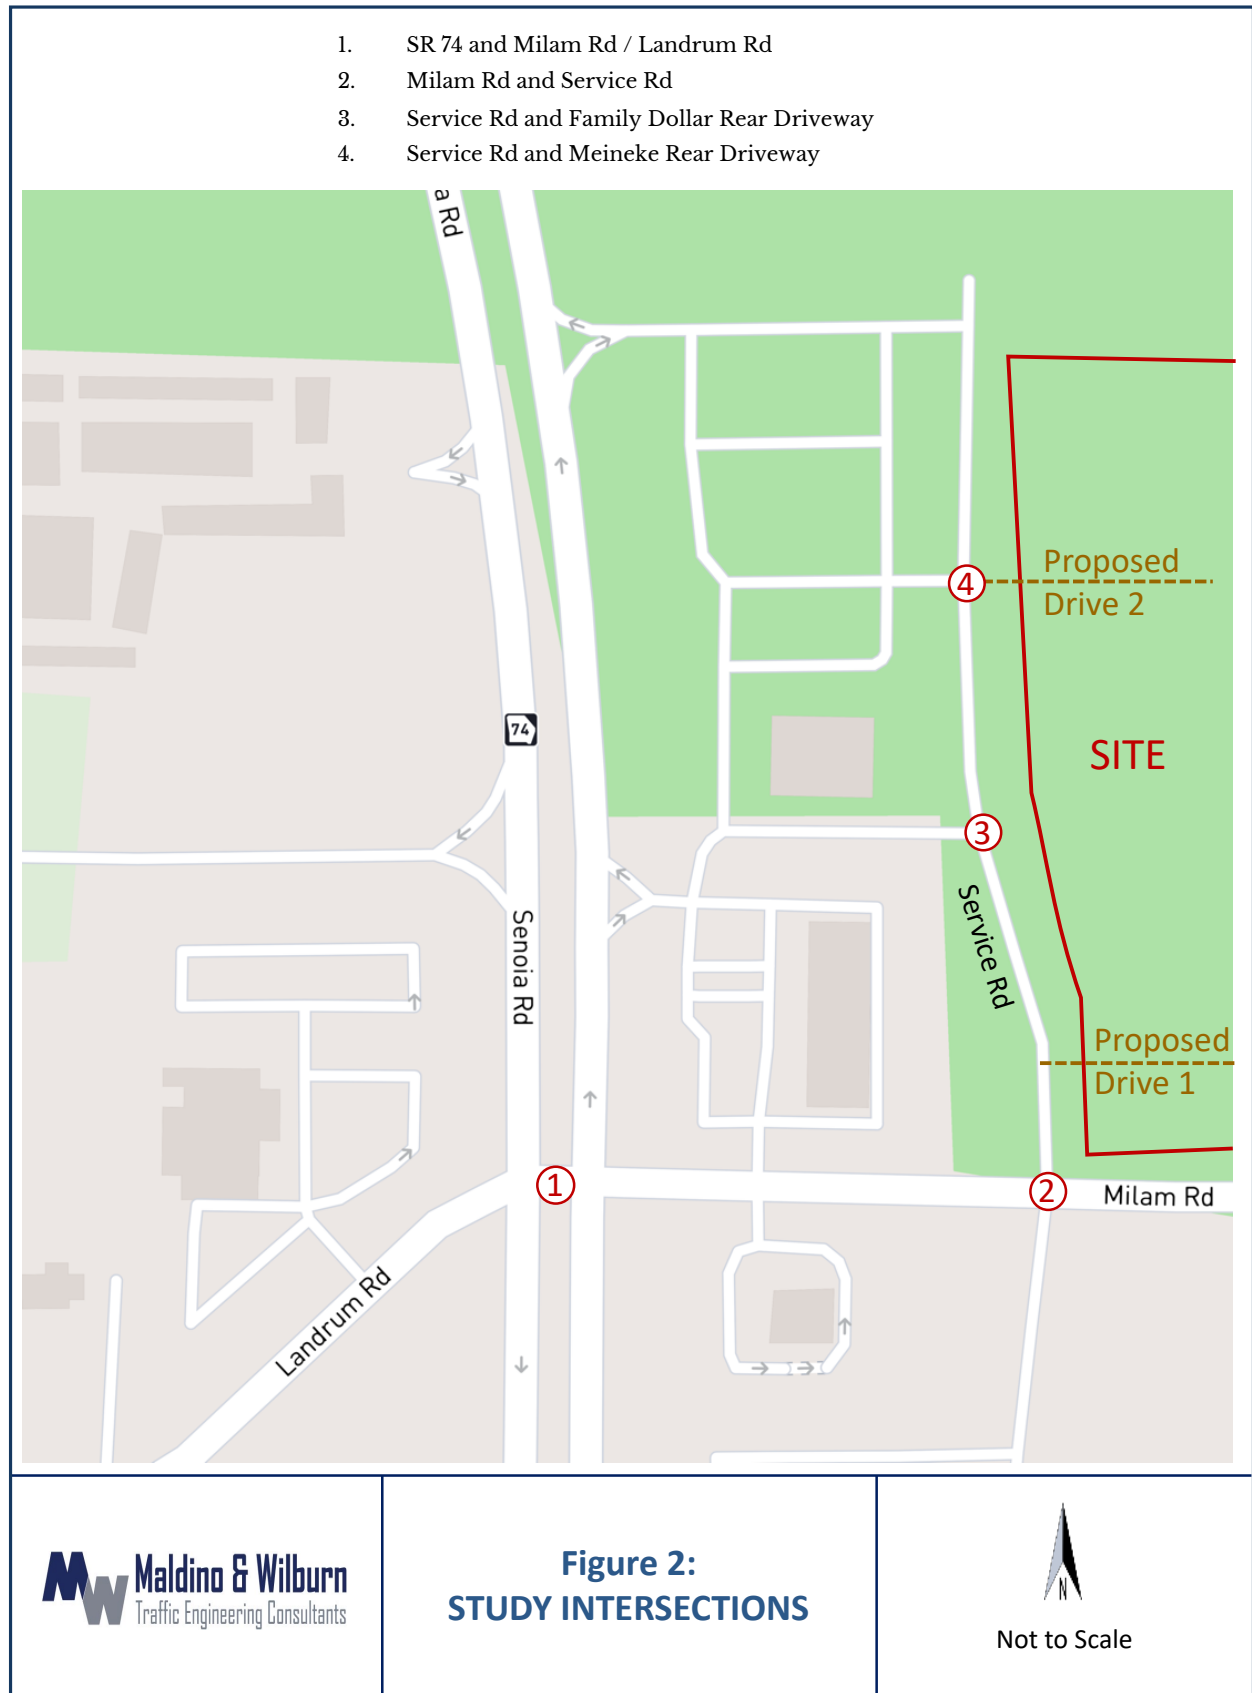 1. SR 74 and Milam Rd / Landrum Rd
2. Milam Rd and Service Rd
3. Service Rd and Family Dollar Rear Driveway
4. Service Rd and Meineke Rear Driveway
a Rd
4
Proposed
Drive 2
74
SITE
3
Service Rd
Senoia Rd
Proposed
Drive 1
1
2
Milam Rd
Landrum Rd
MW
Maldino & Wilburn
Traffic Engineering Consultants
Figure 2:
STUDY INTERSECTIONS
N
Not to Scale